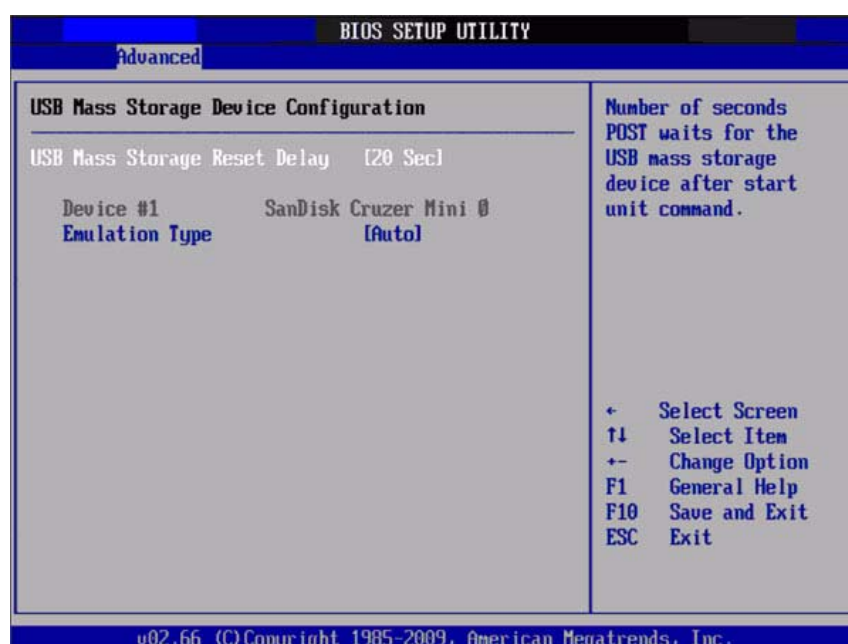 BIOS SETUP UTILITY
Advanced
USB Mass Storage Device Configuration
USB Mass Storage Reset Delay [20 Sec]
Device #1 SanDisk Cruzer Mini 0
Emulation Type [Auto]
Number of seconds
POST waits for the
USB mass storage
device after start
unit command.
← Select Screen
↑↓ Select Item
+- Change Option
F1 General Help
F10 Save and Exit
ESC Exit
v02.66 (C)Copyright 1985-2009, American Megatrends, Inc.